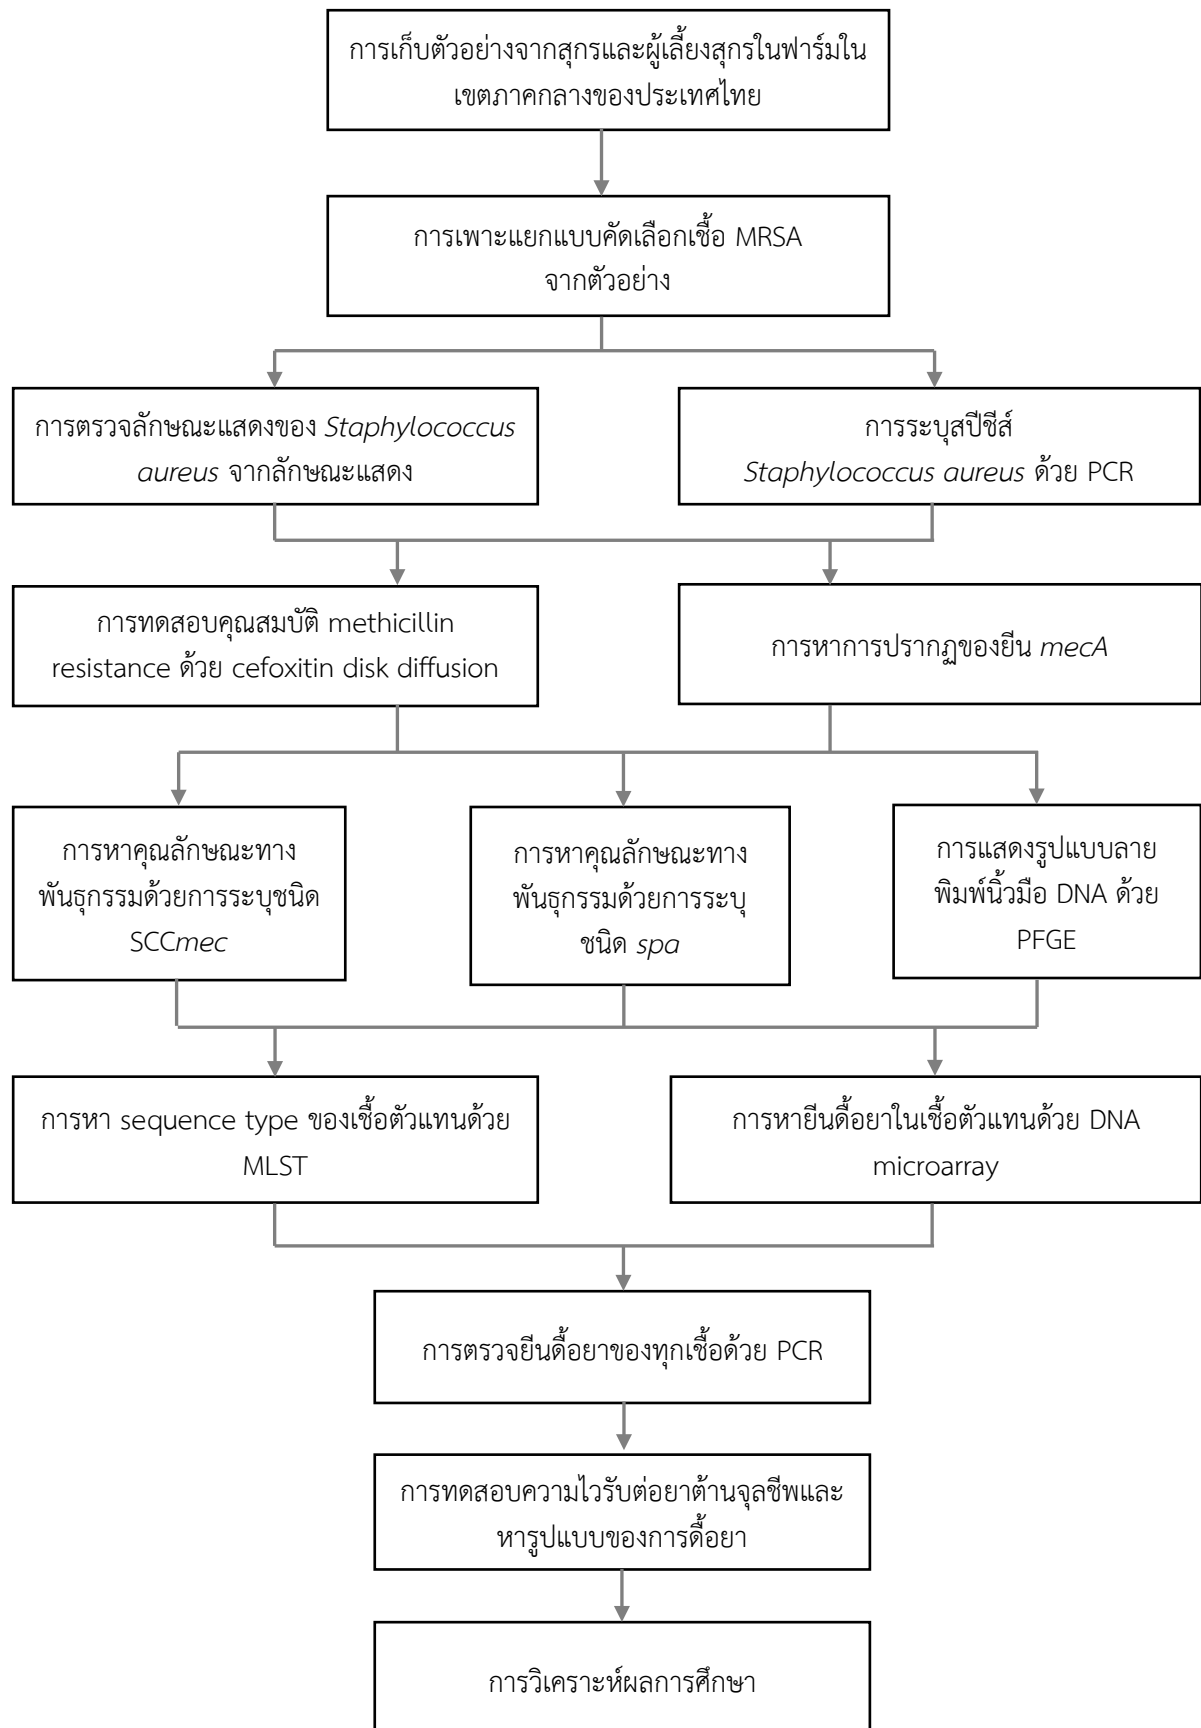 การเก็บตัวอย่างจากสุกรและผู้เลี้ยงสุกรในฟาร์มใน
เขตภาคกลางของประเทศไทย
การเพาะแยกแบบคัดเลือกเชื้อ MRSA
จากตัวอย่าง
การตรวจลักษณะแสดงของ Staphylococcus
aureus จากลักษณะแสดง
การระบุสปีชีส์
Staphylococcus aureus ด้วย PCR
การทดสอบคุณสมบัติ methicillin
resistance ด้วย cefoxitin disk diffusion
การหาการปรากฏของยีน mecA
การหาคุณลักษณะทาง
พันธุกรรมด้วยการระบุชนิด
SCCmec
การหาคุณลักษณะทาง
พันธุกรรมด้วยการระบุ
ชนิด spa
การแสดงรูปแบบลาย
พิมพ์นิ้วมือ DNA ด้วย
PFGE
การหา sequence type ของเชื้อตัวแทนด้วย
MLST
การหายีนดื้อยาในเชื้อตัวแทนด้วย DNA
microarray
การตรวจยีนดื้อยาของทุกเชื้อด้วย PCR
การทดสอบความไวรับต่อยาต้านจุลชีพและ
หารูปแบบของการดื้อยา
การวิเคราะห์ผลการศึกษา